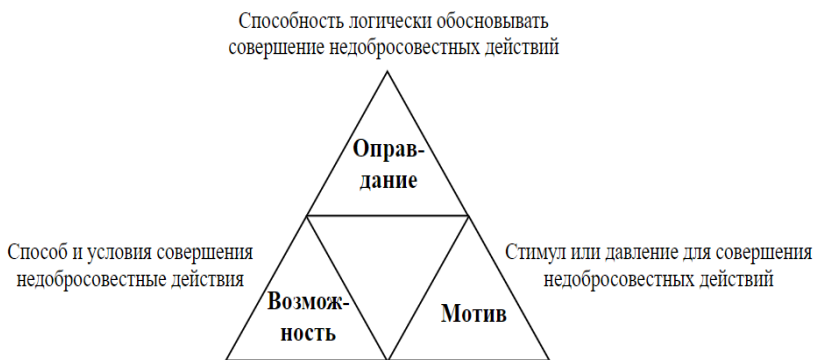 Способность логически обосновывать
совершение недобросовестных действий
Оправ-
дание
Способ и условия совершения
недобросовестные действия
Стимул или давление для совершения
недобросовестных действий
Возмож-
ность
Мотив